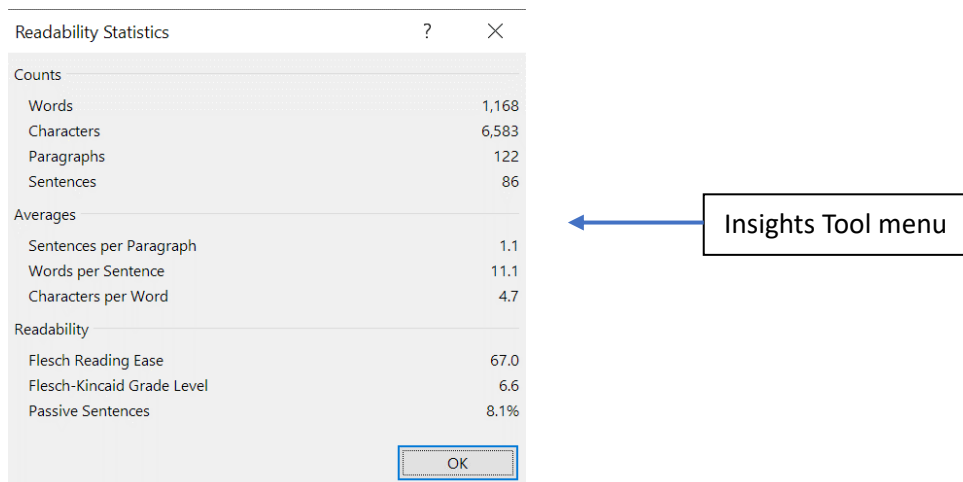 Readability Statistics ? ×
Counts
Words 1,168
Characters 6,583
Paragraphs 122
Sentences 86
Averages
Sentences per Paragraph 1.1
Words per Sentence 11.1
Characters per Word 4.7
Readability
Flesch Reading Ease 67.0
Flesch-Kincaid Grade Level 6.6
Passive Sentences 8.1%
OK
Insights Tool menu